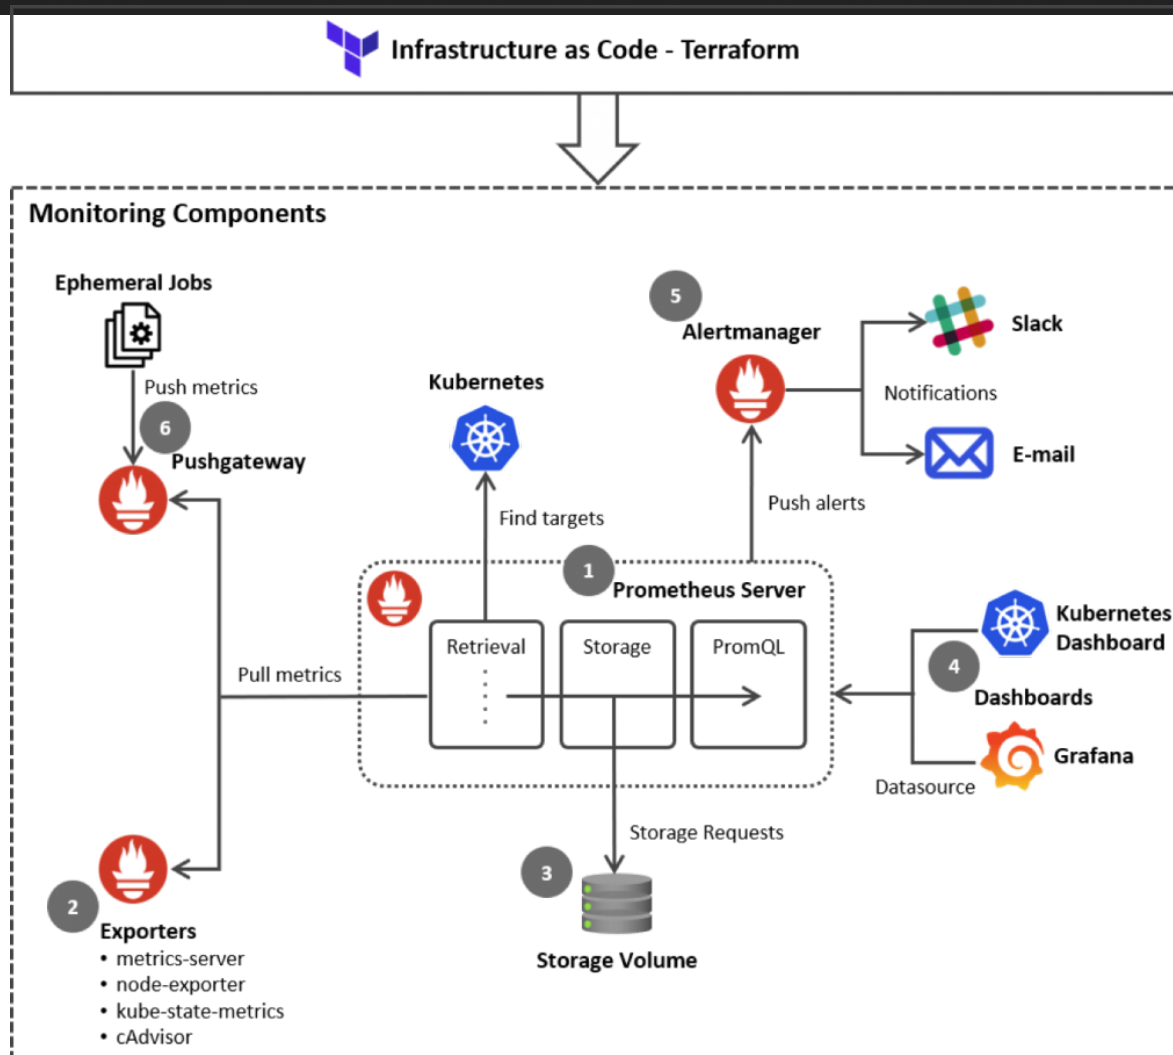 Infrastructure as Code - Terraform
Monitoring Components
Ephemeral Jobs
Push metrics
6
Pushgateway
Kubernetes
Find targets
5
Alertmanager
Slack
Notifications
E-mail
Push alerts
1
Prometheus Server
Retrieval
Storage
PromQL
Pull metrics
Kubernetes
Dashboard
4
Dashboards
Grafana
Datasource
Storage Requests
3
Storage Volume
2
Exporters
• metrics-server
• node-exporter
• kube-state-metrics
• cAdvisor